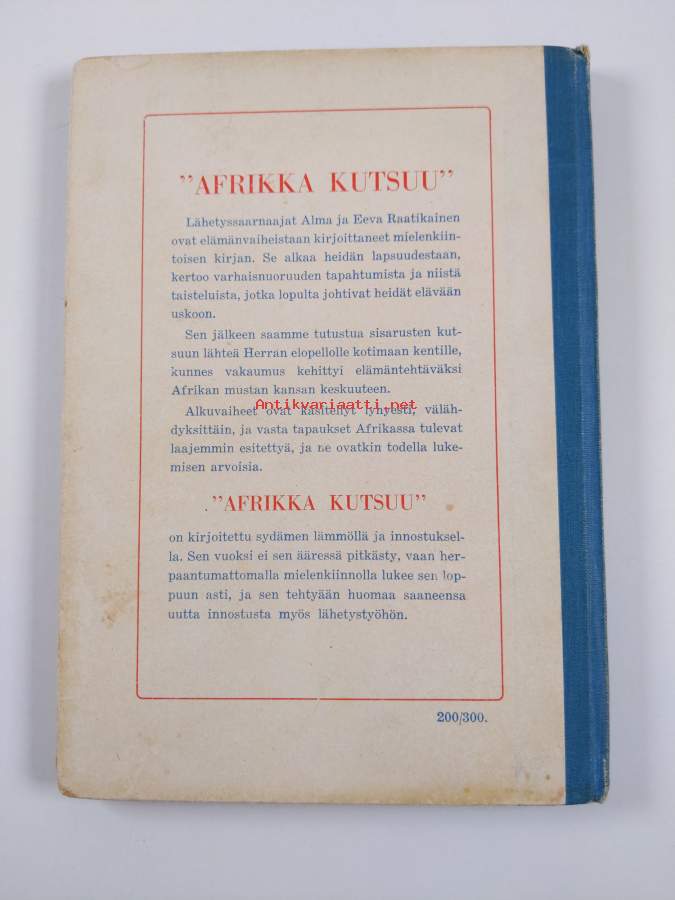 "AFRIKKA KUTSUU"
Lähetyssaarnaajat Alma ja Eeva Raatikainen
ovat elämänvaiheistaan kirjoittaneet mielenkiin-
toisen kirjan. Se alkaa heidän lapsuudestaan,
kertoo varhaisnuoruuden tapahtumista ja niistä
taisteluista, jotka lopulta johtivat heidät elävään
uskoon.
Sen jälkeen saamme tutustua sisarusten kut-
suun lähteä Herran elopellolle kotimaan kentille,
kunnes vakaumus kehittyi elämäntehtäväksi
Afrikan mustan kansan keskuuteen.
Antikvariaatti.net
Alkuvaiheet ovat käsitellyt lyhyesti, väläh-
dyksittäin, ja vasta tapaukset Afrikassa tulevat
laajemmin esitettyä, ja ne ovatkin todella luke-
misen arvoisia.
"AFRIKKA KUTSUU"
on kirjoitettu sydämen lämmöllä ja innostuksel-
la. Sen vuoksi ei sen ääressä pitkästy, vaan her-
paantumattomalla mielenkiinnolla lukee sen lop-
puun asti, ja sen tehtyään huomaa saaneensa
uutta innostusta myös lähetystyöhön.
200/300.